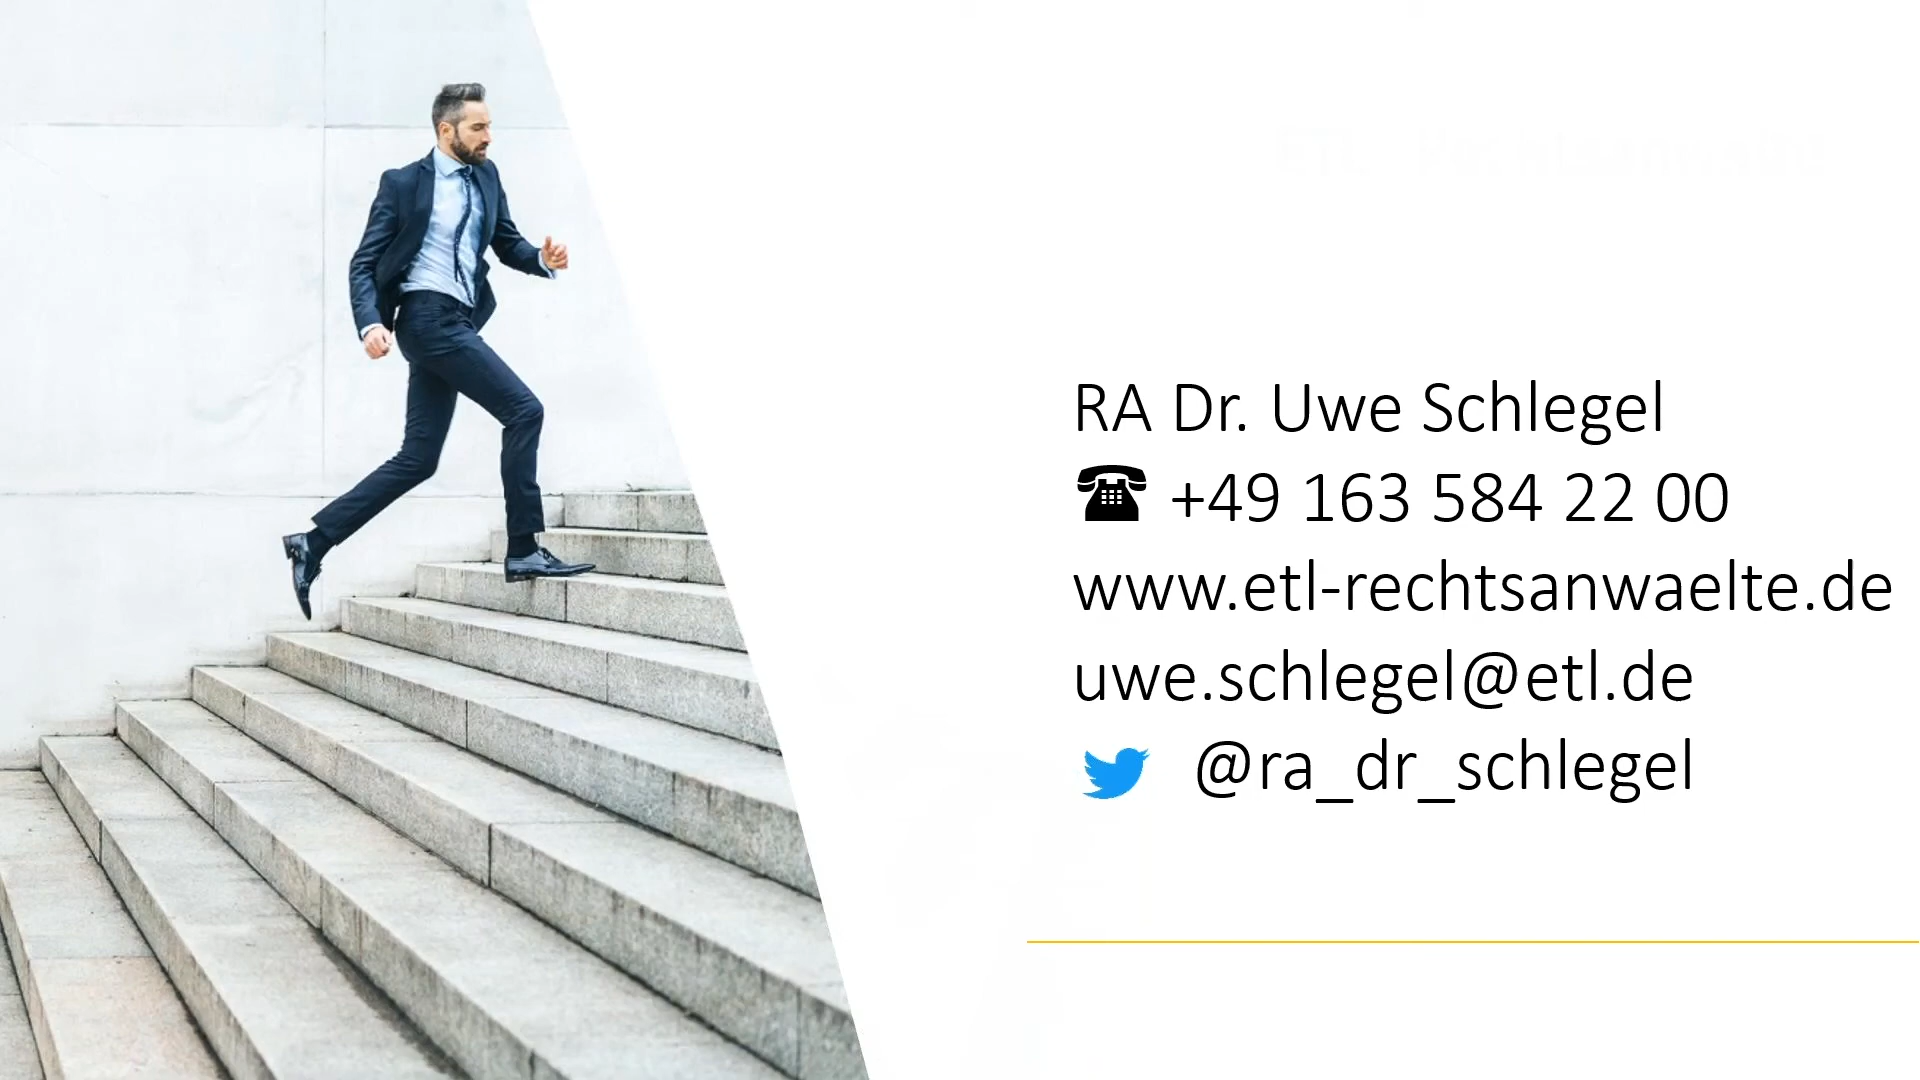 RA Dr. Uwe Schlegel
☎ +49 163 584 22 00
www.etl-rechtsanwaelte.de
uwe.schlegel@etl.de
@ra_dr_schlegel